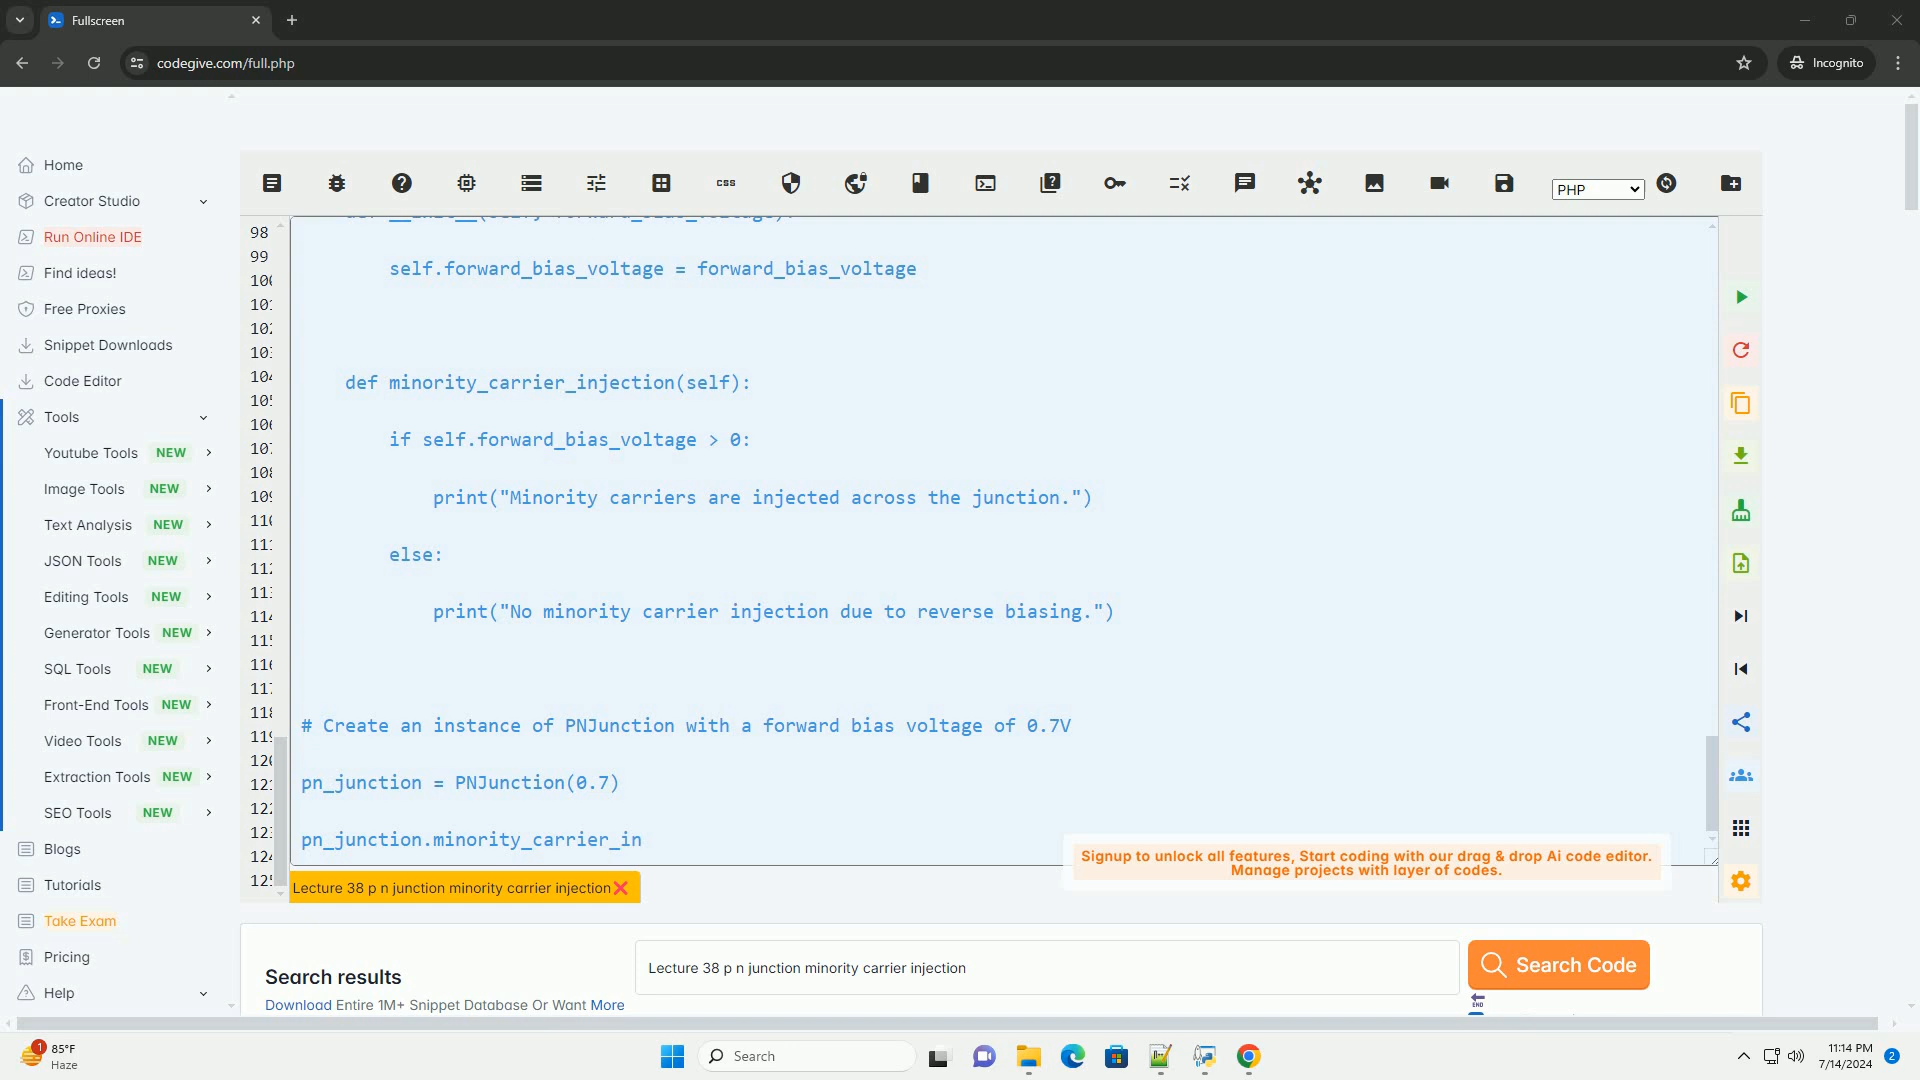 Fullscreen
codegive.com/full.php
Incognito
Home
Creator Studio
Run Online IDE
Find ideas!
Free Proxies
Snippet Downloads
Code Editor
Tools
Youtube Tools NEW
Image Tools NEW
Text Analysis NEW
JSON Tools NEW
Editing Tools NEW
Generator Tools NEW
SQL Tools NEW
Front-End Tools NEW
Video Tools NEW
Extraction Tools NEW
SEO Tools NEW
Blogs
Tutorials
Take Exam
Pricing
Help
css
PHP
98
99
self.forward_bias_voltage = forward_bias_voltage
def minority_carrier_injection(self):
if self.forward_bias_voltage > 0:
print("Minority carriers are injected across the junction.")
else:
print("No minority carrier injection due to reverse biasing.")
# Create an instance of PNJunction with a forward bias voltage of 0.7V
pn_junction = PNJunction(0.7)
pn_junction.minority_carrier_in
Signup to unlock all features, Start coding with our drag & drop Ai code editor.
Manage projects with layer of codes.
Lecture 38 p n junction minority carrier injection
Search results
Download Entire 1M+ Snippet Database Or Want More
Lecture 38 p n junction minority carrier injection
Search Code
END
1
85°F
Haze
Search
11:14 PM
7/14/2024
2